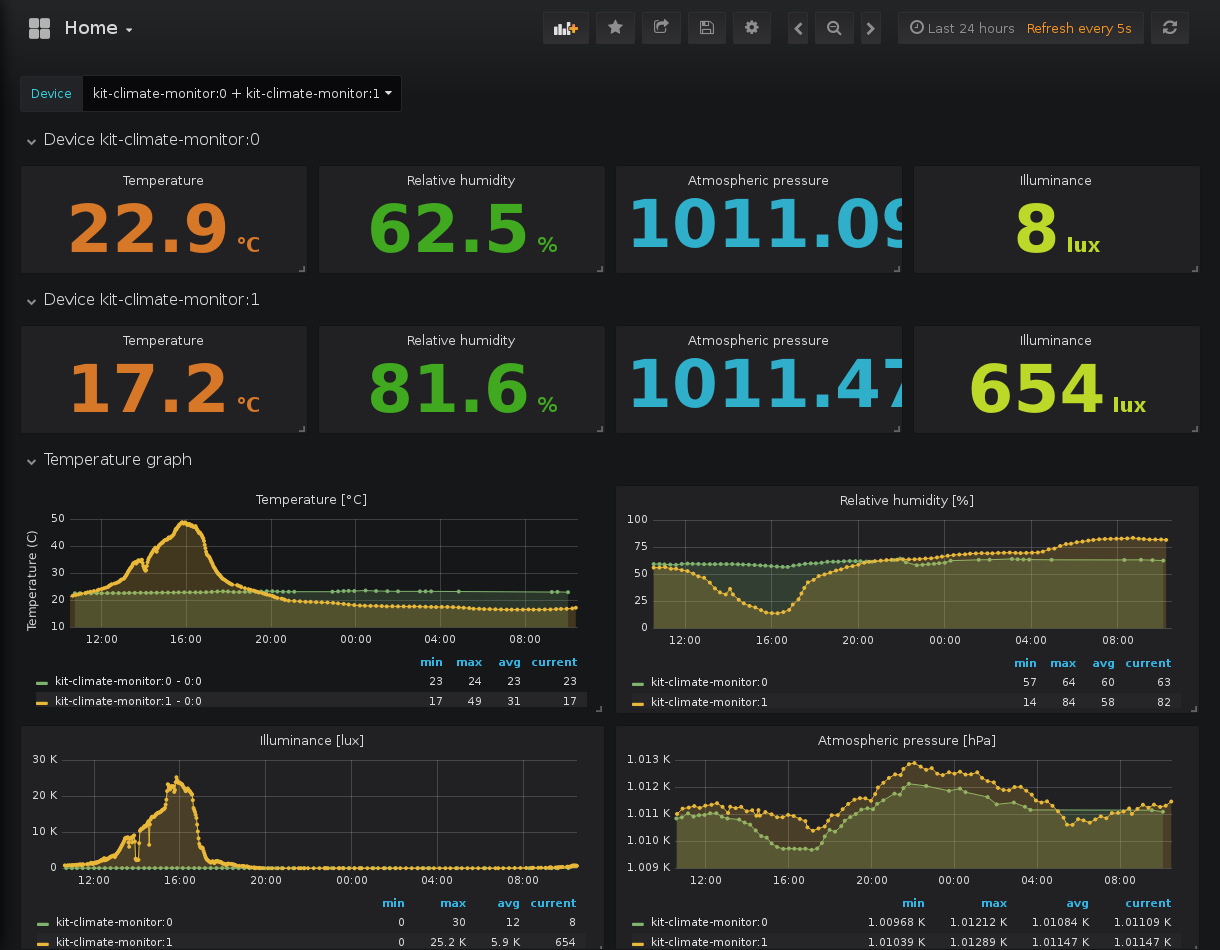 Home
Last 24 hours Refresh every 5s
Device kit-climate-monitor:0 + kit-climate-monitor:1
Device kit-climate-monitor:0
Temperature Relative humidity Atmospheric pressure Illuminance
22.9 °C 62.5 % 1011.09 8 lux
Device kit-climate-monitor:1
Temperature Relative humidity Atmospheric pressure Illuminance
17.2 °C 81.6 % 1011.47 654 lux
Temperature graph
Temperature [°C]
Temperature (C)
50
40
30
20
10
12:00 16:00 20:00 00:00 04:00 08:00
min max avg current
kit-climate-monitor:0 - 0:0 23 24 23 23
kit-climate-monitor:1 - 0:0 17 49 31 17
Relative humidity [%]
100
75
50
25
0
12:00 16:00 20:00 00:00 04:00 08:00
min max avg current
kit-climate-monitor:0 57 64 60 63
kit-climate-monitor:1 14 84 58 82
Illuminance [lux]
30 K
20 K
10 K
0
12:00 16:00 20:00 00:00 04:00 08:00
min max avg current
kit-climate-monitor:0 0 30 12 8
kit-climate-monitor:1 0 25.2 K 5.9 K 654
Atmospheric pressure [hPa]
1.013 K
1.012 K
1.011 K
1.010 K
1.009 K
12:00 16:00 20:00 00:00 04:00 08:00
min max avg current
kit-climate-monitor:0 1.00968 K 1.01212 K 1.01084 K 1.01109 K
kit-climate-monitor:1 1.01039 K 1.01289 K 1.01147 K 1.01147 K